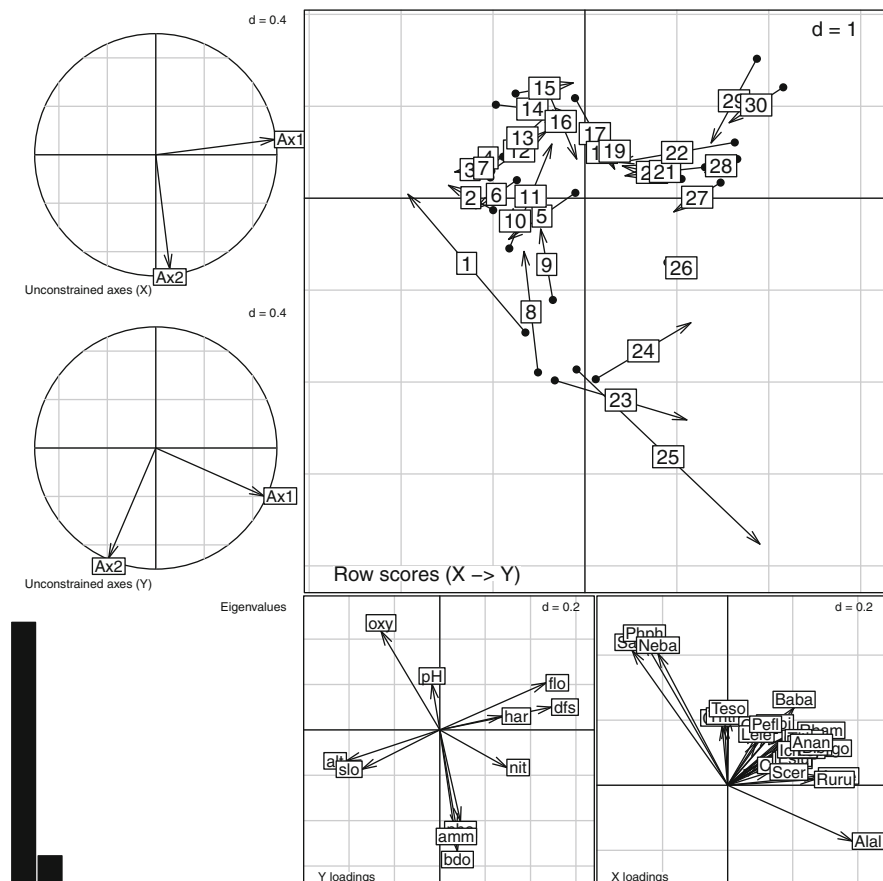 d = 0.4
Ax1
Ax2
Unconstrained axes (X)
d = 0.4
Ax1
Ax2
Unconstrained axes (Y)
Eigenvalues
d = 1
15
14
16
13
12
17
19
22
29
30
4
7
3
21
28
2
6
11
27
10
5
1
9
26
8
24
23
25
Row scores (X –> Y)
d = 0.2
oxy
pH
flo
dfs
har
slo
nit
amm
bdo
Y loadings
d = 0.2
Phph
Neba
Teso
Baba
Pefl
Anan
Scer
Ruru
Alal
X loadings